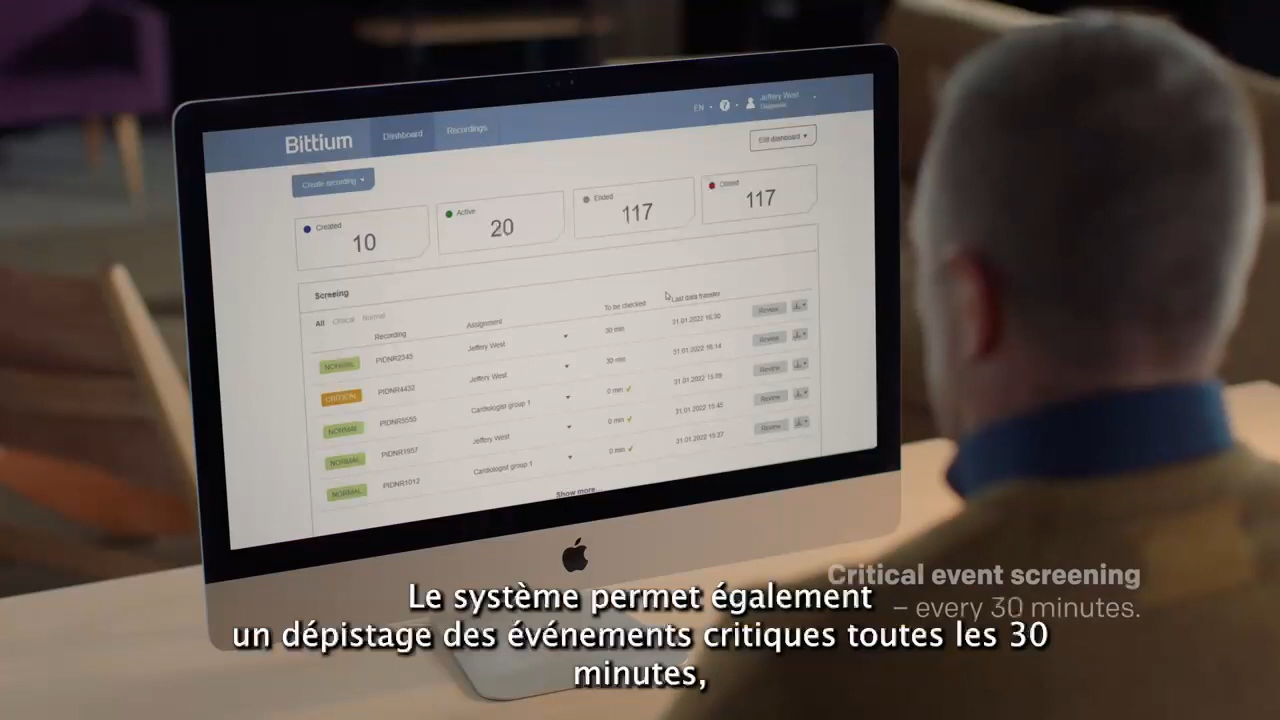 Bittium
Dashboard
Recordings
EN
?
Jeffery West
Edit dashboard
Create recording
Created
10
Active
20
Ended
117
Closed
117
Screeing
All
Critical
Normal
Recording
Assignment
To be checked
Last data transfer
NORMAL
PIDNR2345
Jeffery West
30 min
31.01.2022 16:30
Review
CRITICAL
PIDNR4432
Jeffery West
30 min
31.01.2022 16:14
Review
NORMAL
PIDNR5555
Cardiologist group 1
0 min
31.01.2022 15:59
Review
NORMAL
PIDNR1957
Jeffery West
0 min
31.01.2022 15:45
Review
NORMAL
PIDNR1012
Cardiologist group 1
0 min
31.01.2022 15:37
Review
Show more...
Critical event screening
– every 30 minutes.
Le système permet également
un dépistage des événements critiques toutes les 30
minutes,